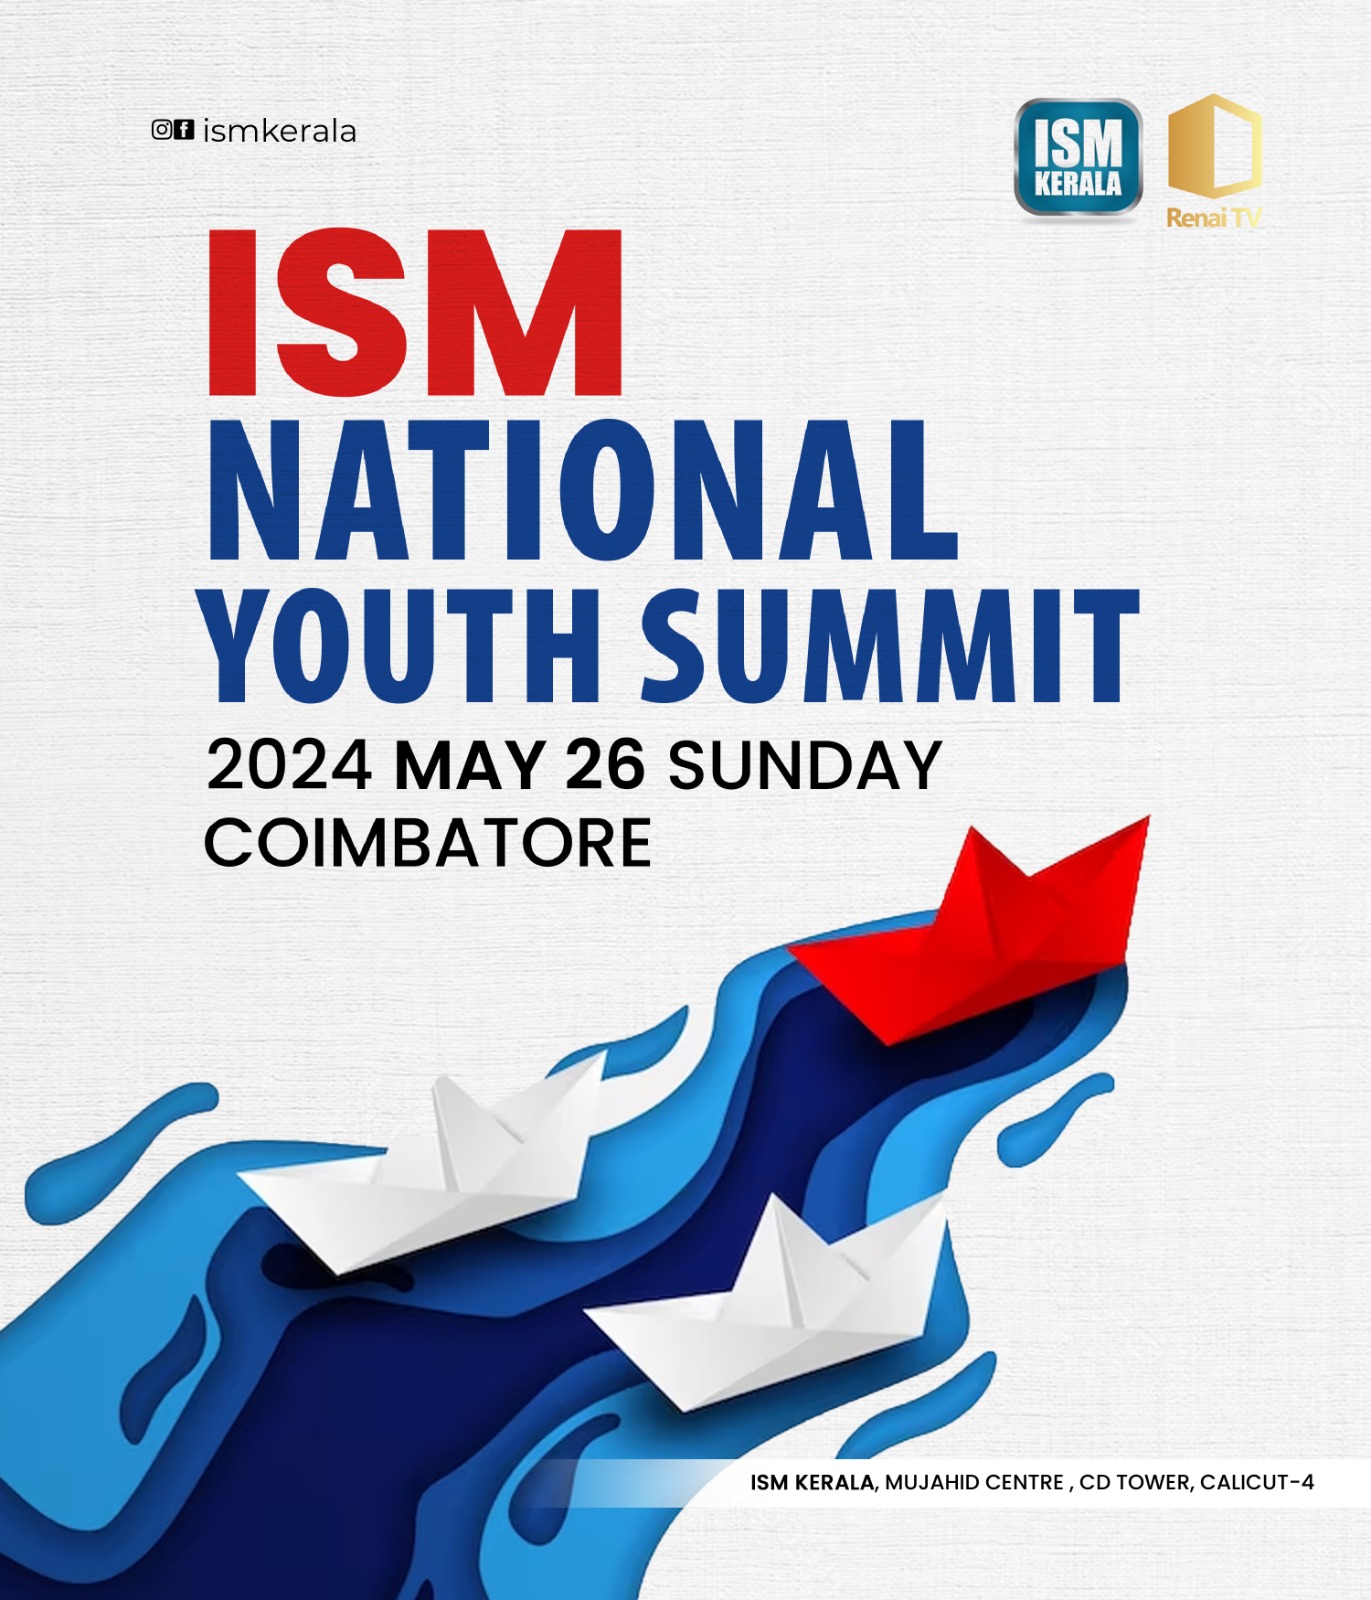 ismkerala
ISM
KERALA
Renai TV
ISM
NATIONAL
YOUTH SUMMIT
2024 MAY 26 SUNDAY
COIMBATORE
ISM KERALA, MUJAHID CENTRE , CD TOWER, CALICUT-4